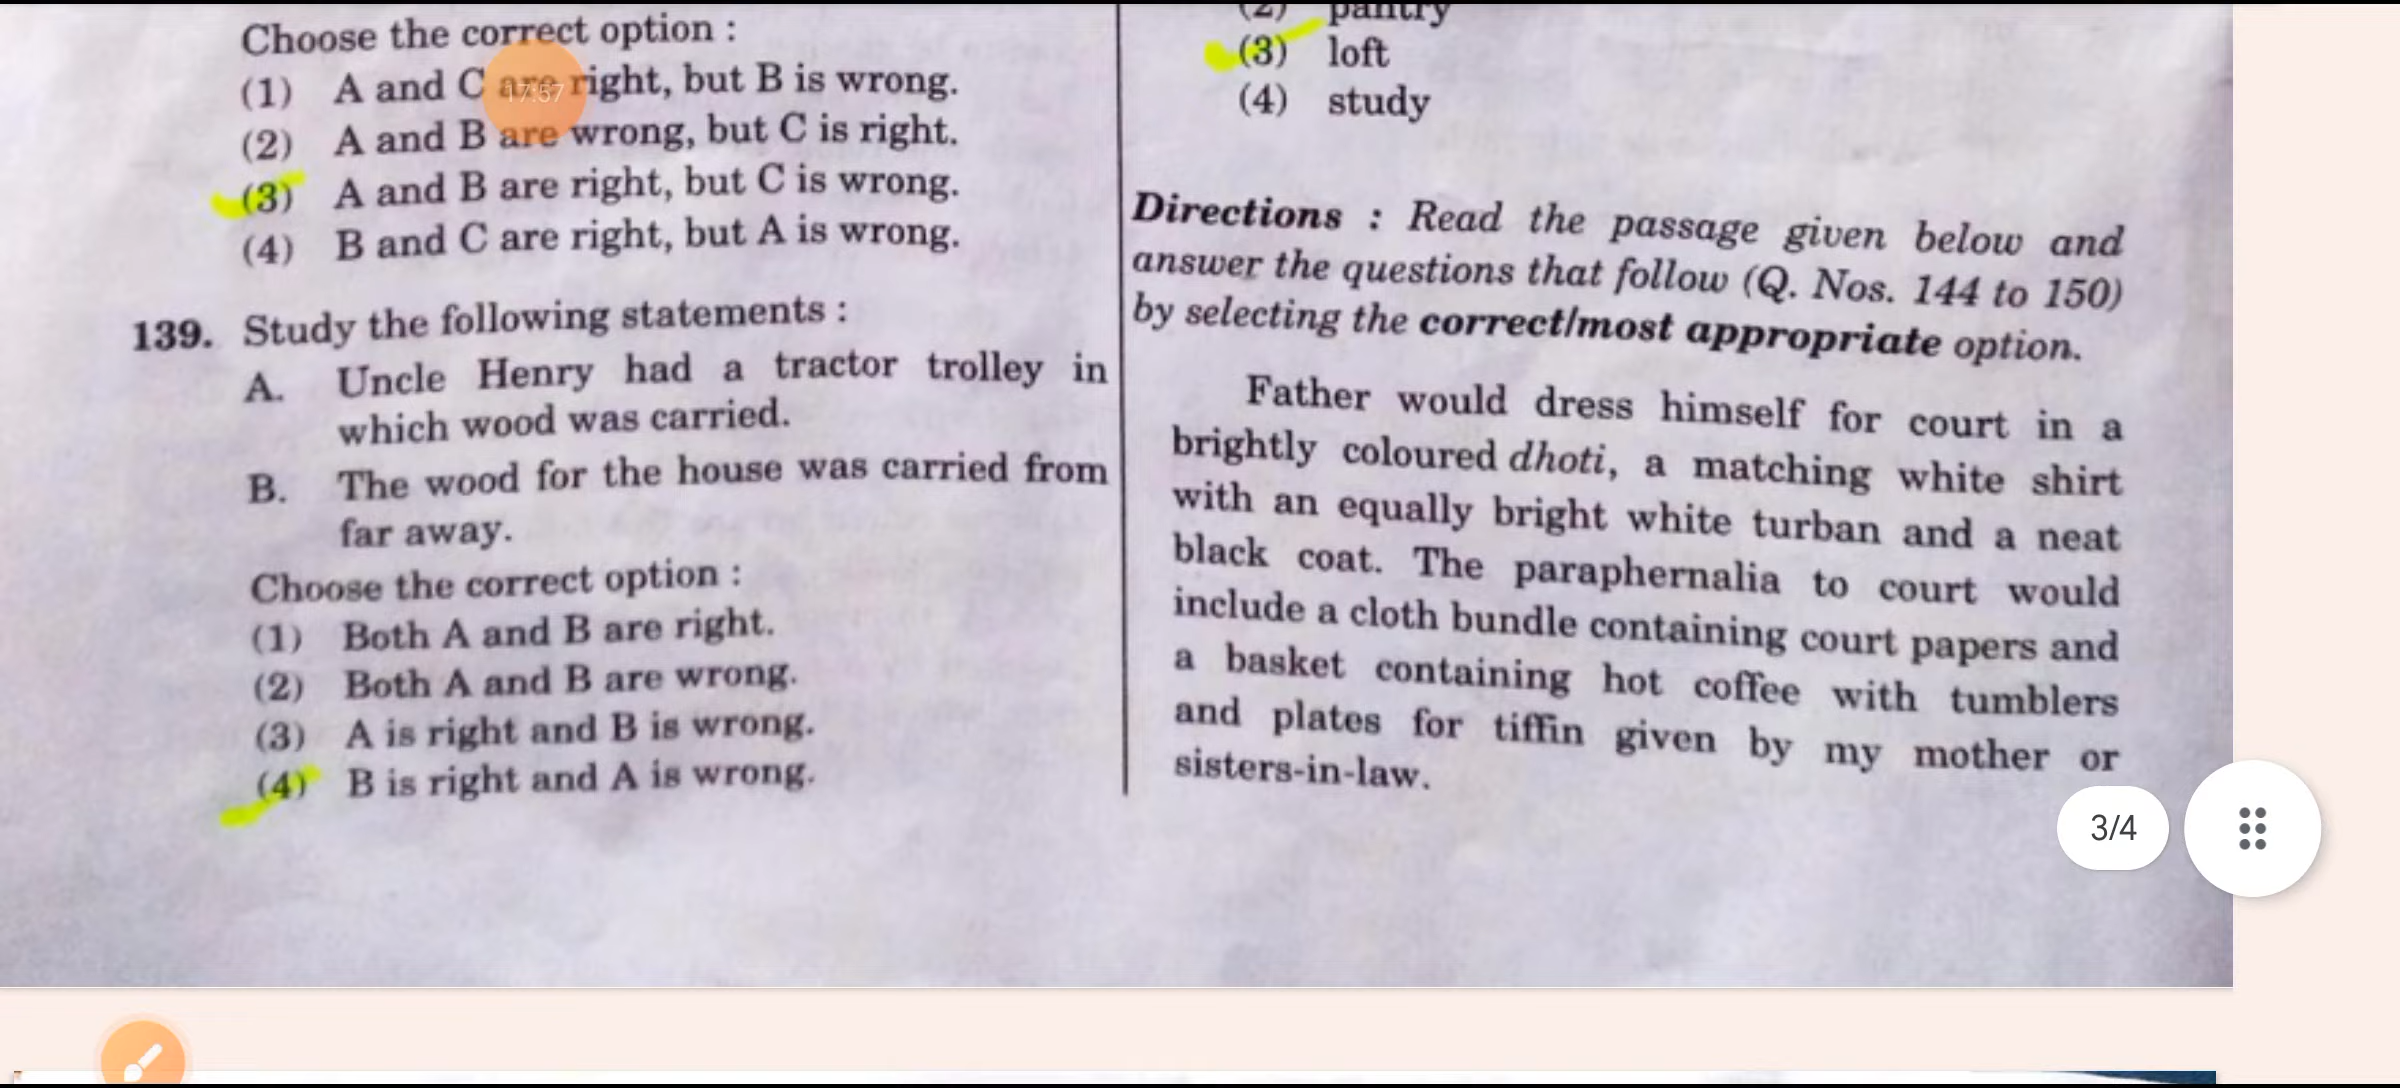 Choose the correct option :
(1) A and C are right, but B is wrong.
(2) A and B are wrong, but C is right.
(3) A and B are right, but C is wrong.
(4) B and C are right, but A is wrong.
139. Study the following statements :
A. Uncle Henry had a tractor trolley in
which wood was carried.
B. The wood for the house was carried from
far away.
Choose the correct option :
(1) Both A and B are right.
(2) Both A and B are wrong.
(3) A is right and B is wrong.
(4) B is right and A is wrong.
(2) pantry
(3) loft
(4) study
Directions : Read the passage given below and
answer the questions that follow (Q. Nos. 144 to 150)
by selecting the correct/most appropriate option.
Father would dress himself for court in a
brightly coloured dhoti, a matching white shirt
with an equally bright white turban and a neat
black coat. The paraphernalia to court would
include a cloth bundle containing court papers and
a basket containing hot coffee with tumblers
and plates for tiffin given by my mother or
sisters-in-law.
17:57
3/4